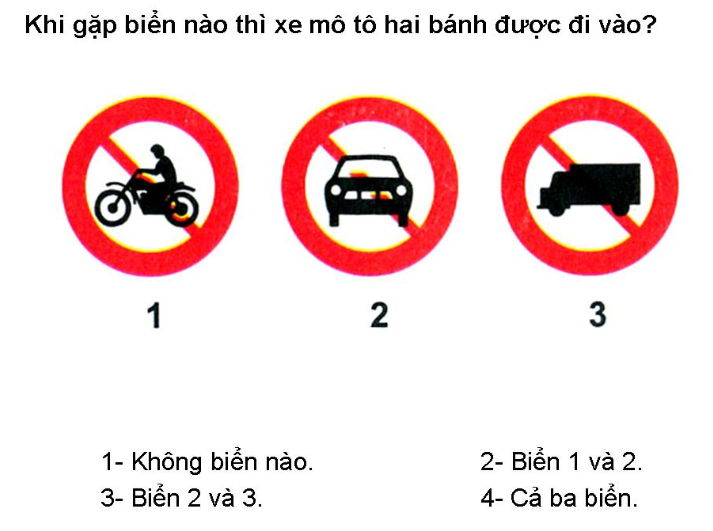 Khi gặp biển nào thì xe mô tô hai bánh được đi vào?
1 2 3
1- Không biển nào. 2- Biển 1 và 2.
3- Biển 2 và 3. 4- Cả ba biển.